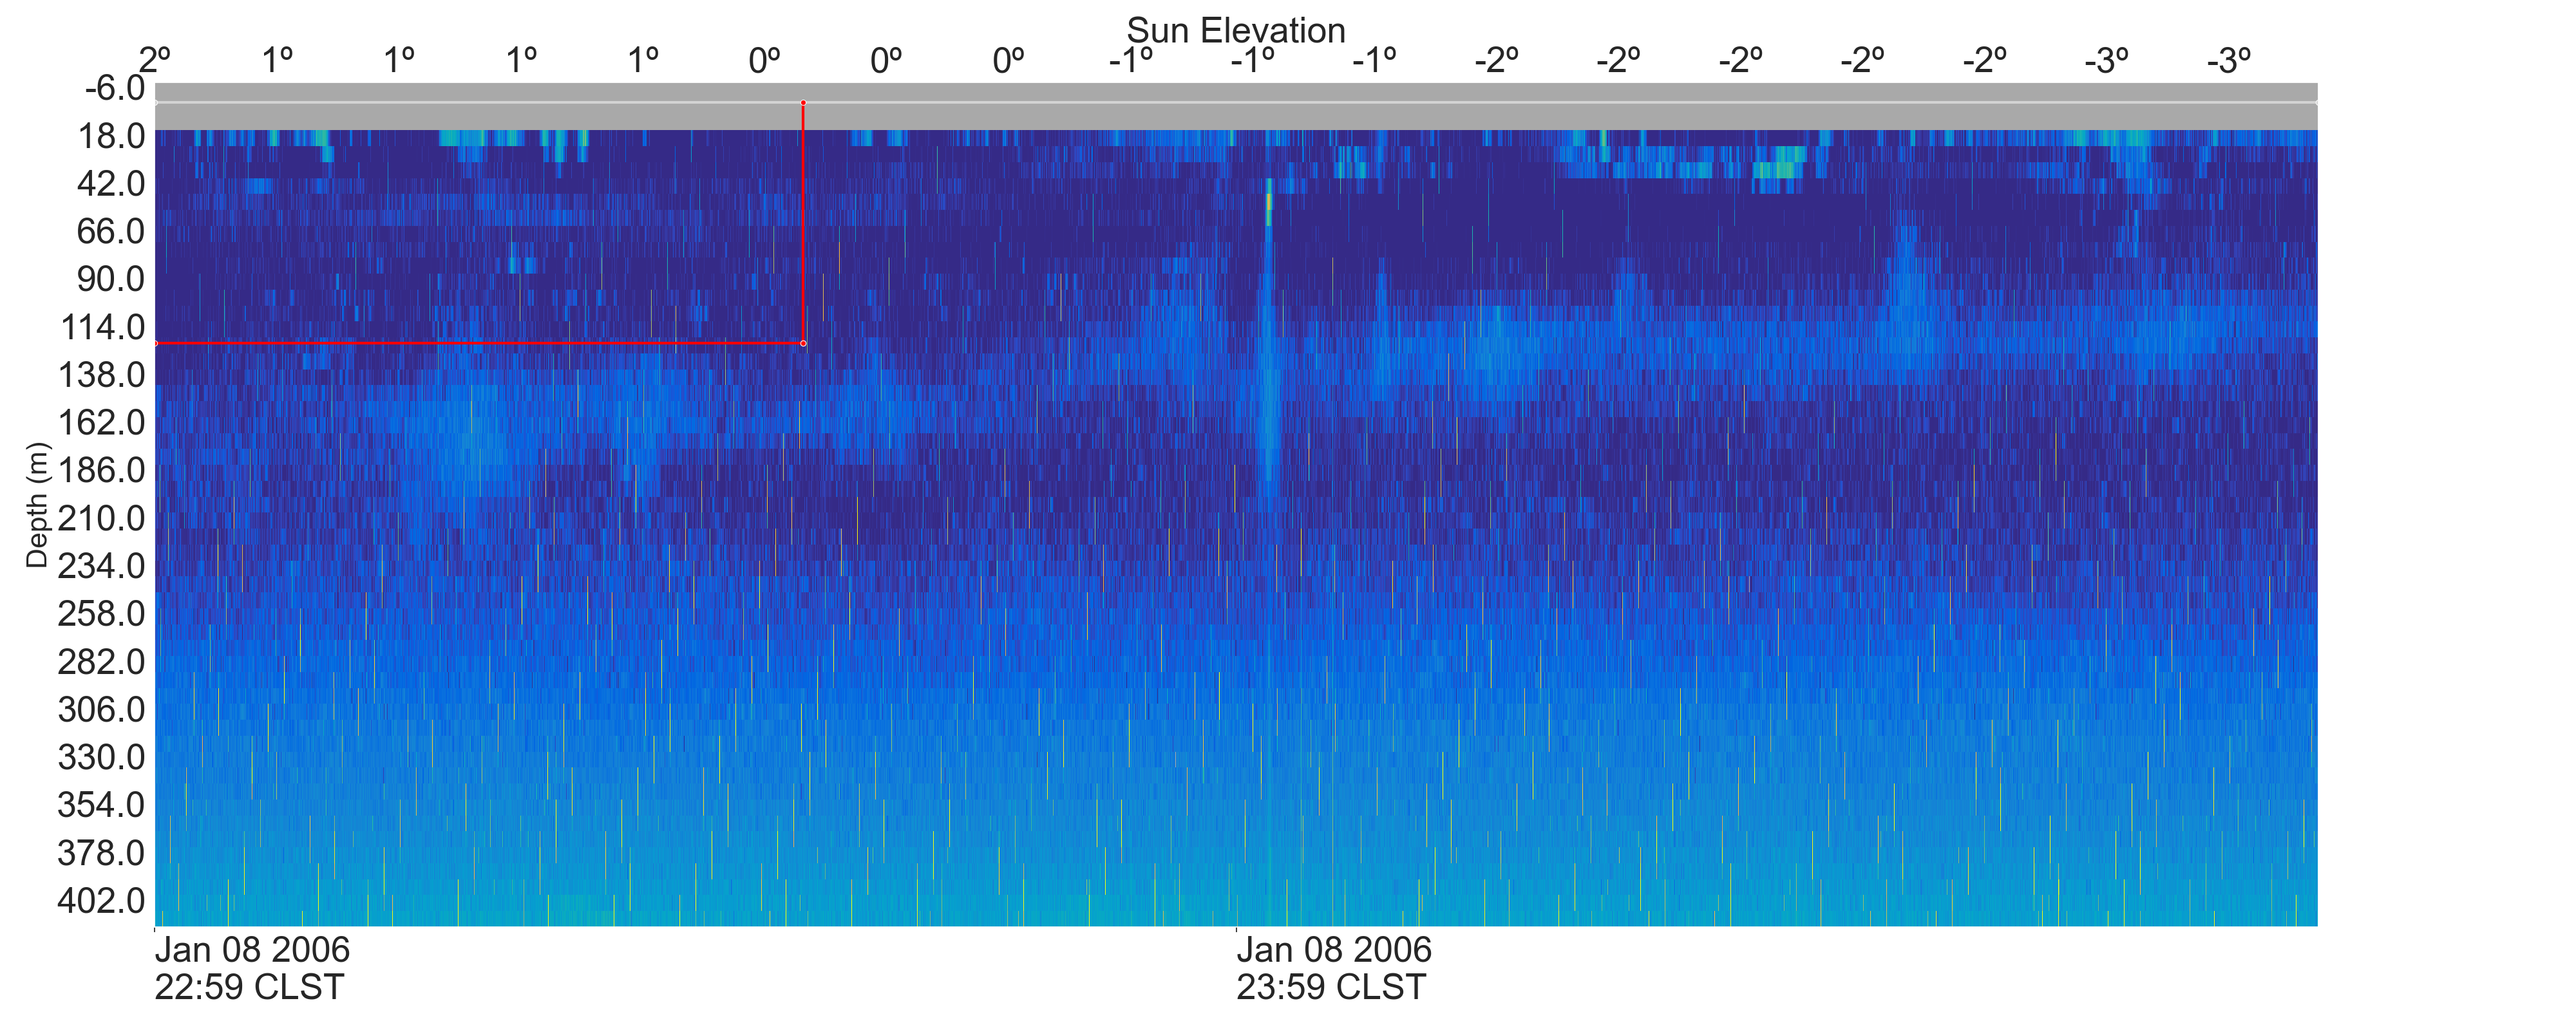 Sun Elevation
2º 1º 1º 1º 1º 0º 0º 0º -1º -1º -1º -2º -2º -2º -2º -2º -3º -3º
-6.0
18.0
42.0
66.0
90.0
114.0
138.0
162.0
186.0
210.0
234.0
258.0
282.0
306.0
330.0
354.0
378.0
402.0
Depth (m)
Jan 08 2006
22:59 CLST
Jan 08 2006
23:59 CLST